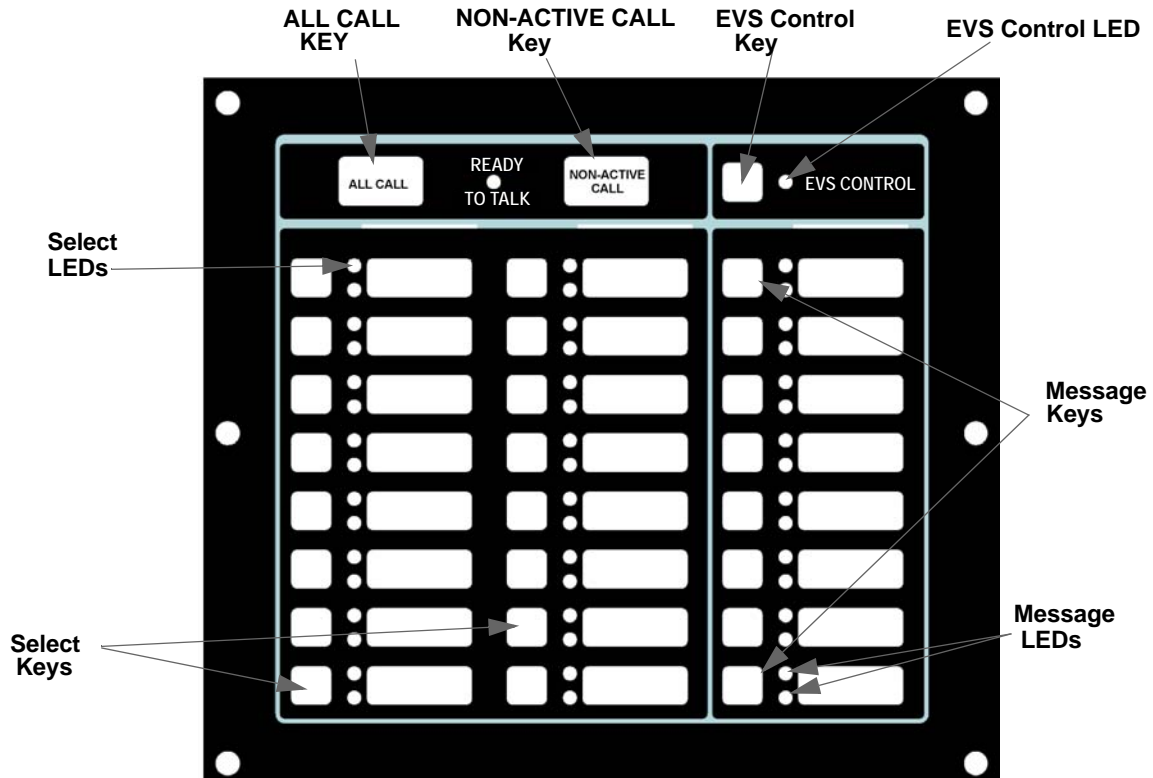 ALL CALL
KEY
NON-ACTIVE CALL
Key
EVS Control
Key
EVS Control LED
ALL CALL
READY
TO TALK
NON-ACTIVE
CALL
EVS CONTROL
Select
LEDs
Message
Keys
Select
Keys
Message
LEDs